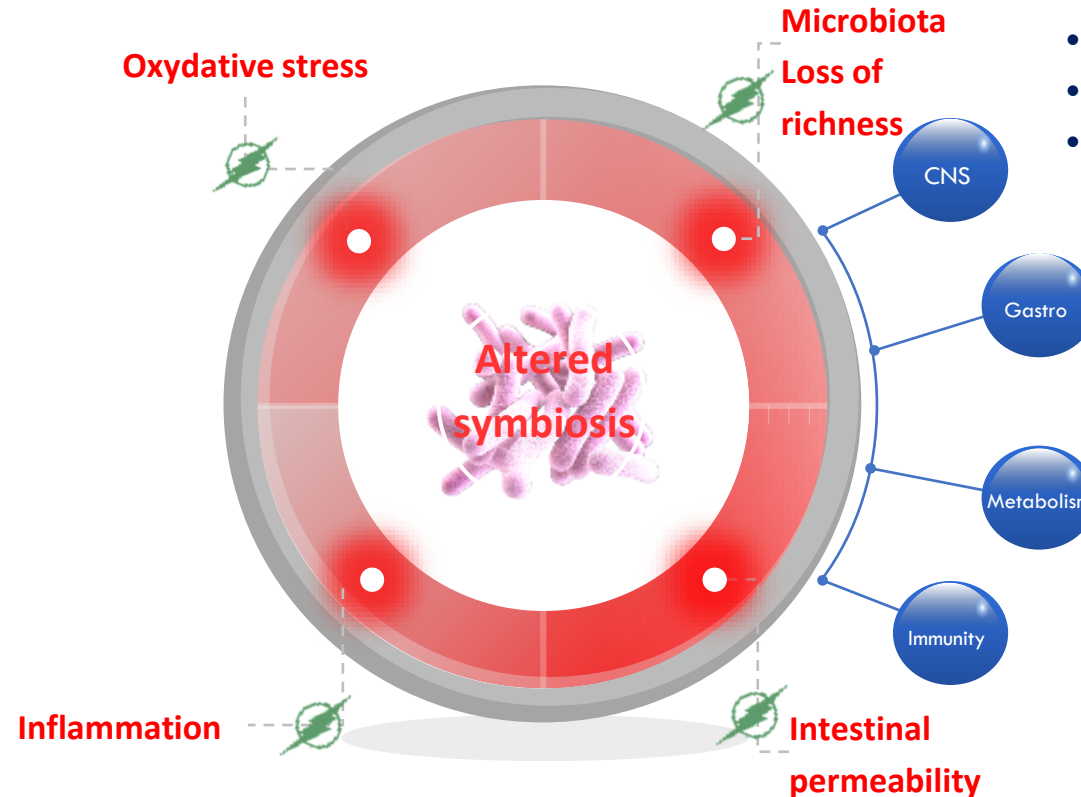 Microbiota
Loss of
richness
Oxydative stress
CNS
Gastro
Altered
symbiosis
Metabolism
Immunity
Inflammation
Intestinal
permeability